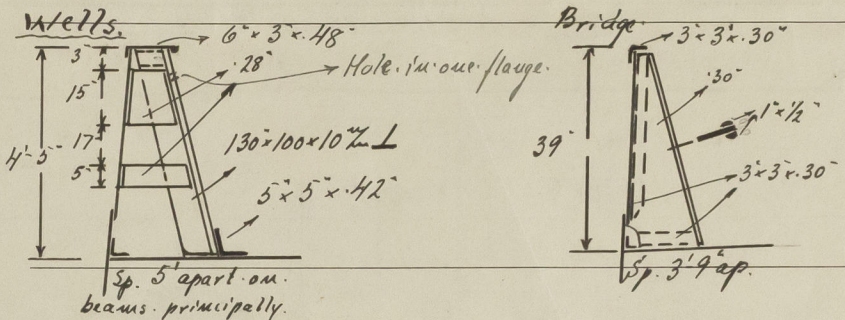 Wells.
6" x 3" x .48"
3"
.28"
Hole in one flange.
15"
17"
130 x 100 x 10 m/m L
4'-5"
5"
5" x 5" x .42"
Sp. 5' apart on
beams principally.
Bridge.
3" x 3" x .30"
.30"
1" x 1/2"
39"
3" x 3" x .30"
Sp. 3' 9" ap.